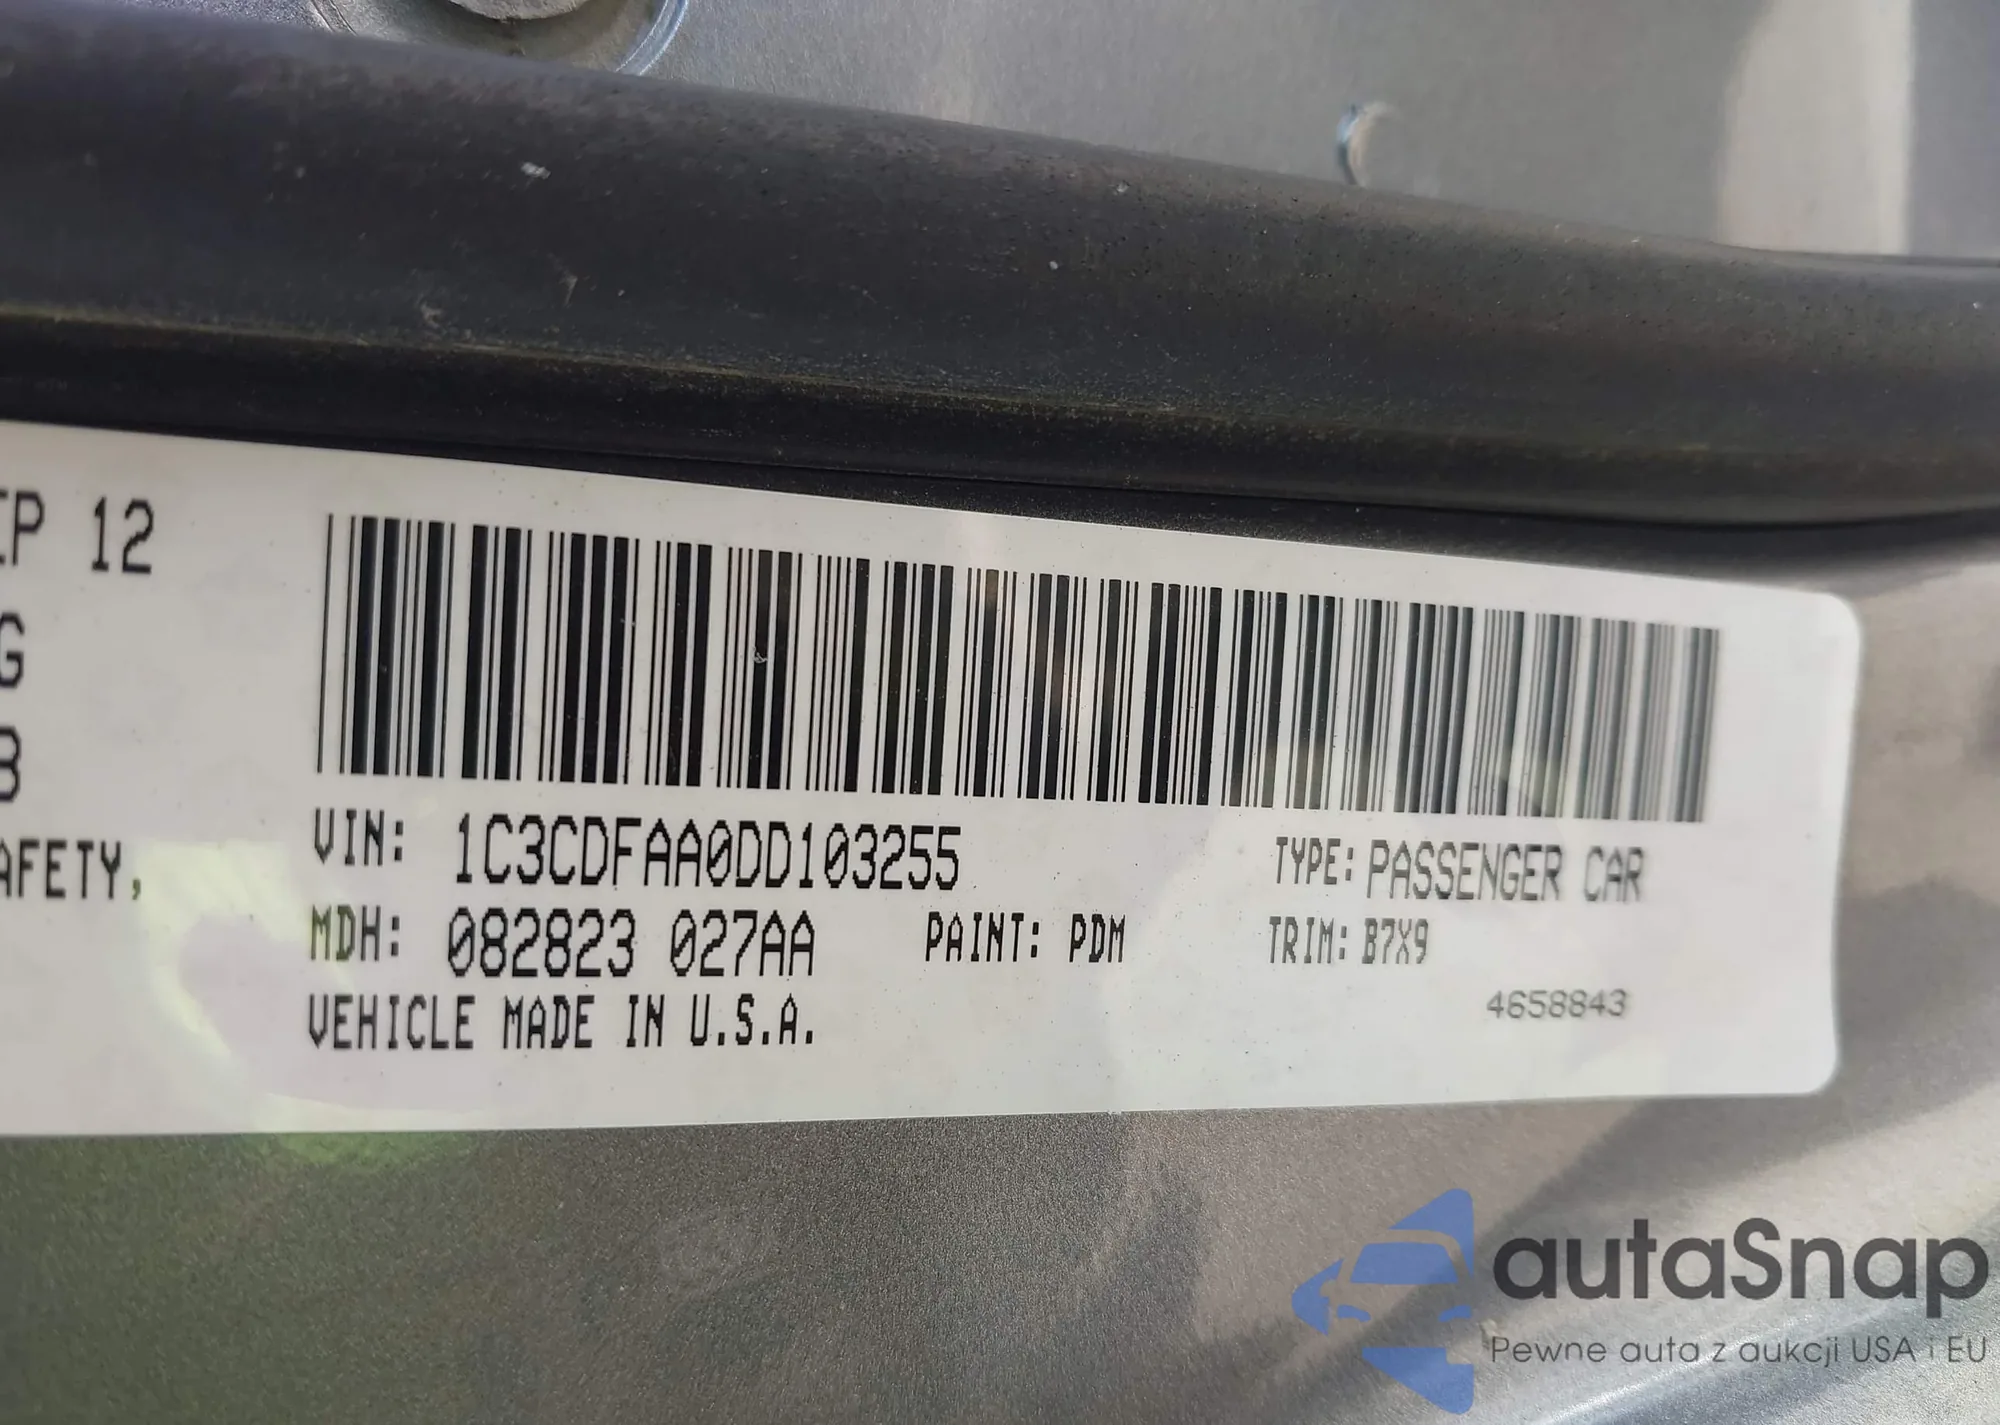 EP 12
G
B
AFETY,
VIN: 1C3CDFAA0DD103255
TYPE: PASSENGER CAR
MDH: 082823 027AA PAINT: PDM TRIM: B7X9
VEHICLE MADE IN U.S.A.
4658843
autaSnap
Pewne auta z aukcji USA i EU